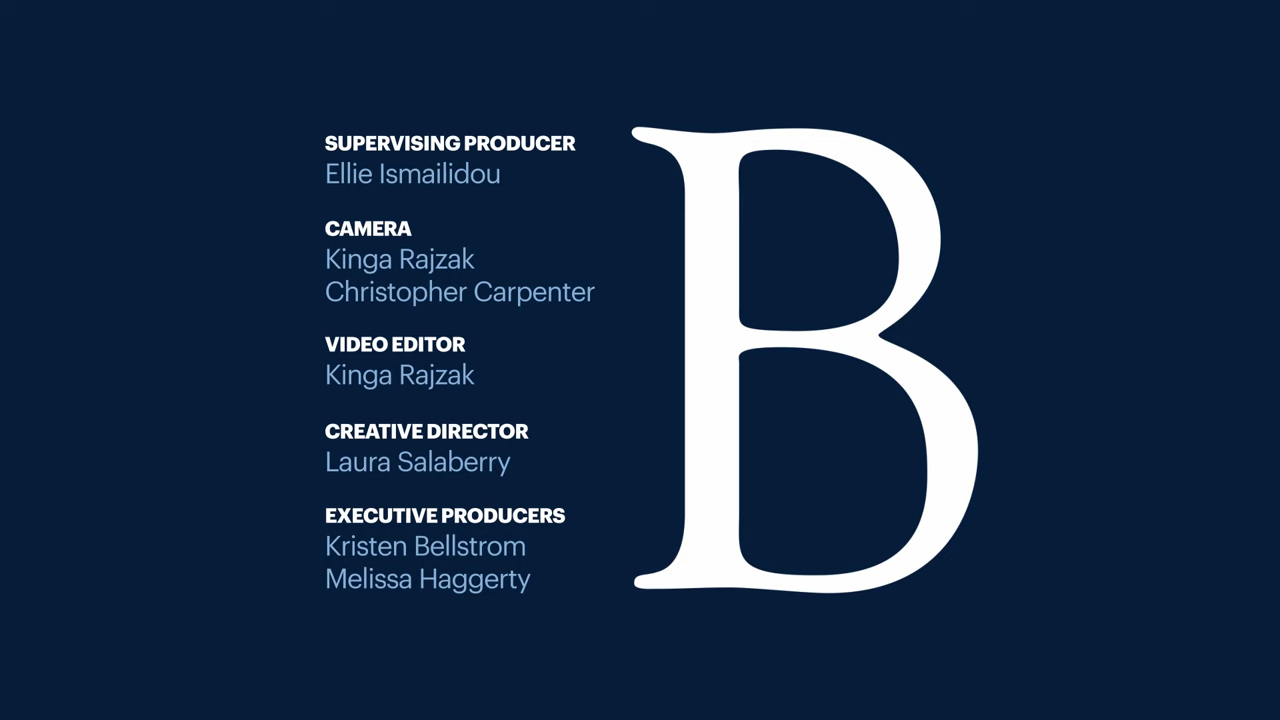 SUPERVISING PRODUCER
Ellie Ismailidou
CAMERA
Kinga Rajzak
Christopher Carpenter
VIDEO EDITOR
Kinga Rajzak
CREATIVE DIRECTOR
Laura Salaberry
EXECUTIVE PRODUCERS
Kristen Bellstrom
Melissa Haggerty
B